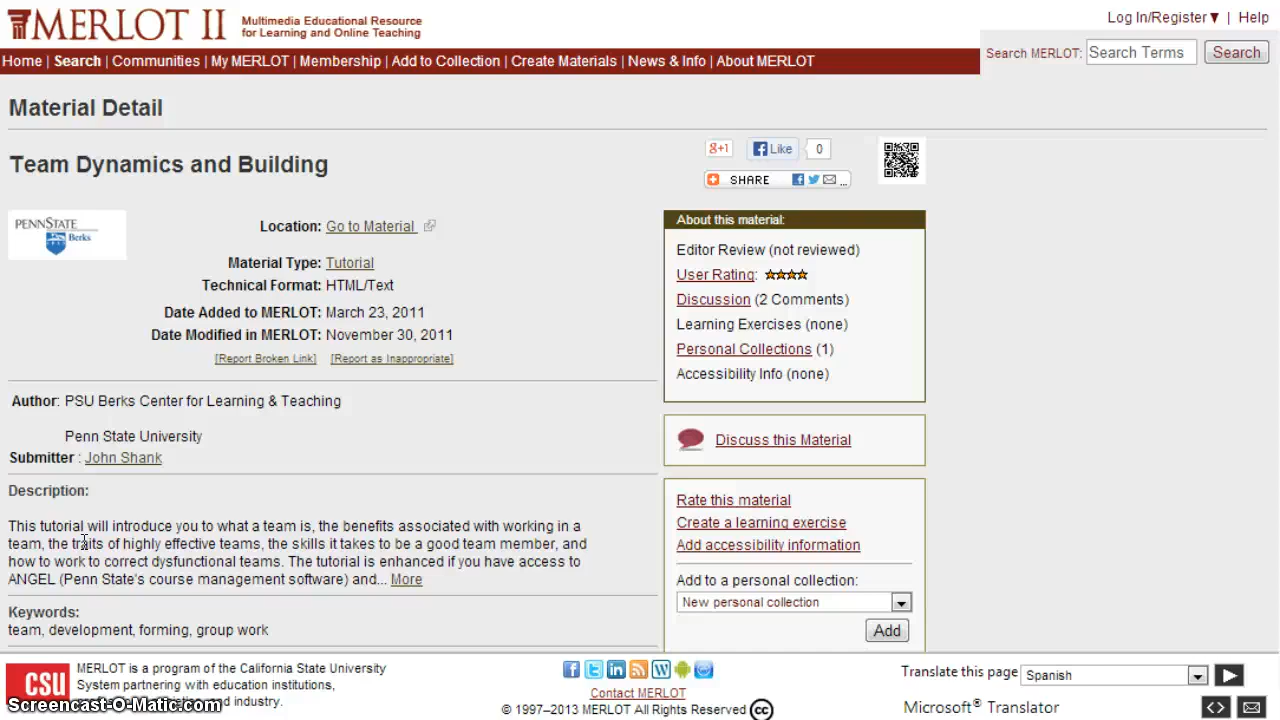 MERLOT II
Multimedia Educational Resource
for Learning and Online Teaching
Log In/Register▼ | Help
Home | Search | Communities | My MERLOT | Membership | Add to Collection | Create Materials | News & Info | About MERLOT
Search MERLOT: Search Terms Search
Material Detail
Team Dynamics and Building
g+1 Like 0
SHARE ...
PENNSTATE
Berks
Location: Go to Material
Material Type: Tutorial
Technical Format: HTML/Text
Date Added to MERLOT: March 23, 2011
Date Modified in MERLOT: November 30, 2011
[Report Broken Link] [Report as Inappropriate]
Author: PSU Berks Center for Learning & Teaching
Penn State University
Submitter : John Shank
Description:
This tutorial will introduce you to what a team is, the benefits associated with working in a
team, the traits of highly effective teams, the skills it takes to be a good team member, and
how to work to correct dysfunctional teams. The tutorial is enhanced if you have access to
ANGEL (Penn State's course management software) and... More
Keywords:
team, development, forming, group work
About this material:
Editor Review (not reviewed)
User Rating:
Discussion (2 Comments)
Learning Exercises (none)
Personal Collections (1)
Accessibility Info (none)
Discuss this Material
Rate this material
Create a learning exercise
Add accessibility information
Add to a personal collection:
New personal collection
Add
CSU
MERLOT is a program of the California State University
System partnering with education institutions,
and industry.
Screencast-O-Matic.com
Contact MERLOT
© 1997–2013 MERLOT All Rights Reserved cc
Translate this page Spanish
Microsoft® Translator